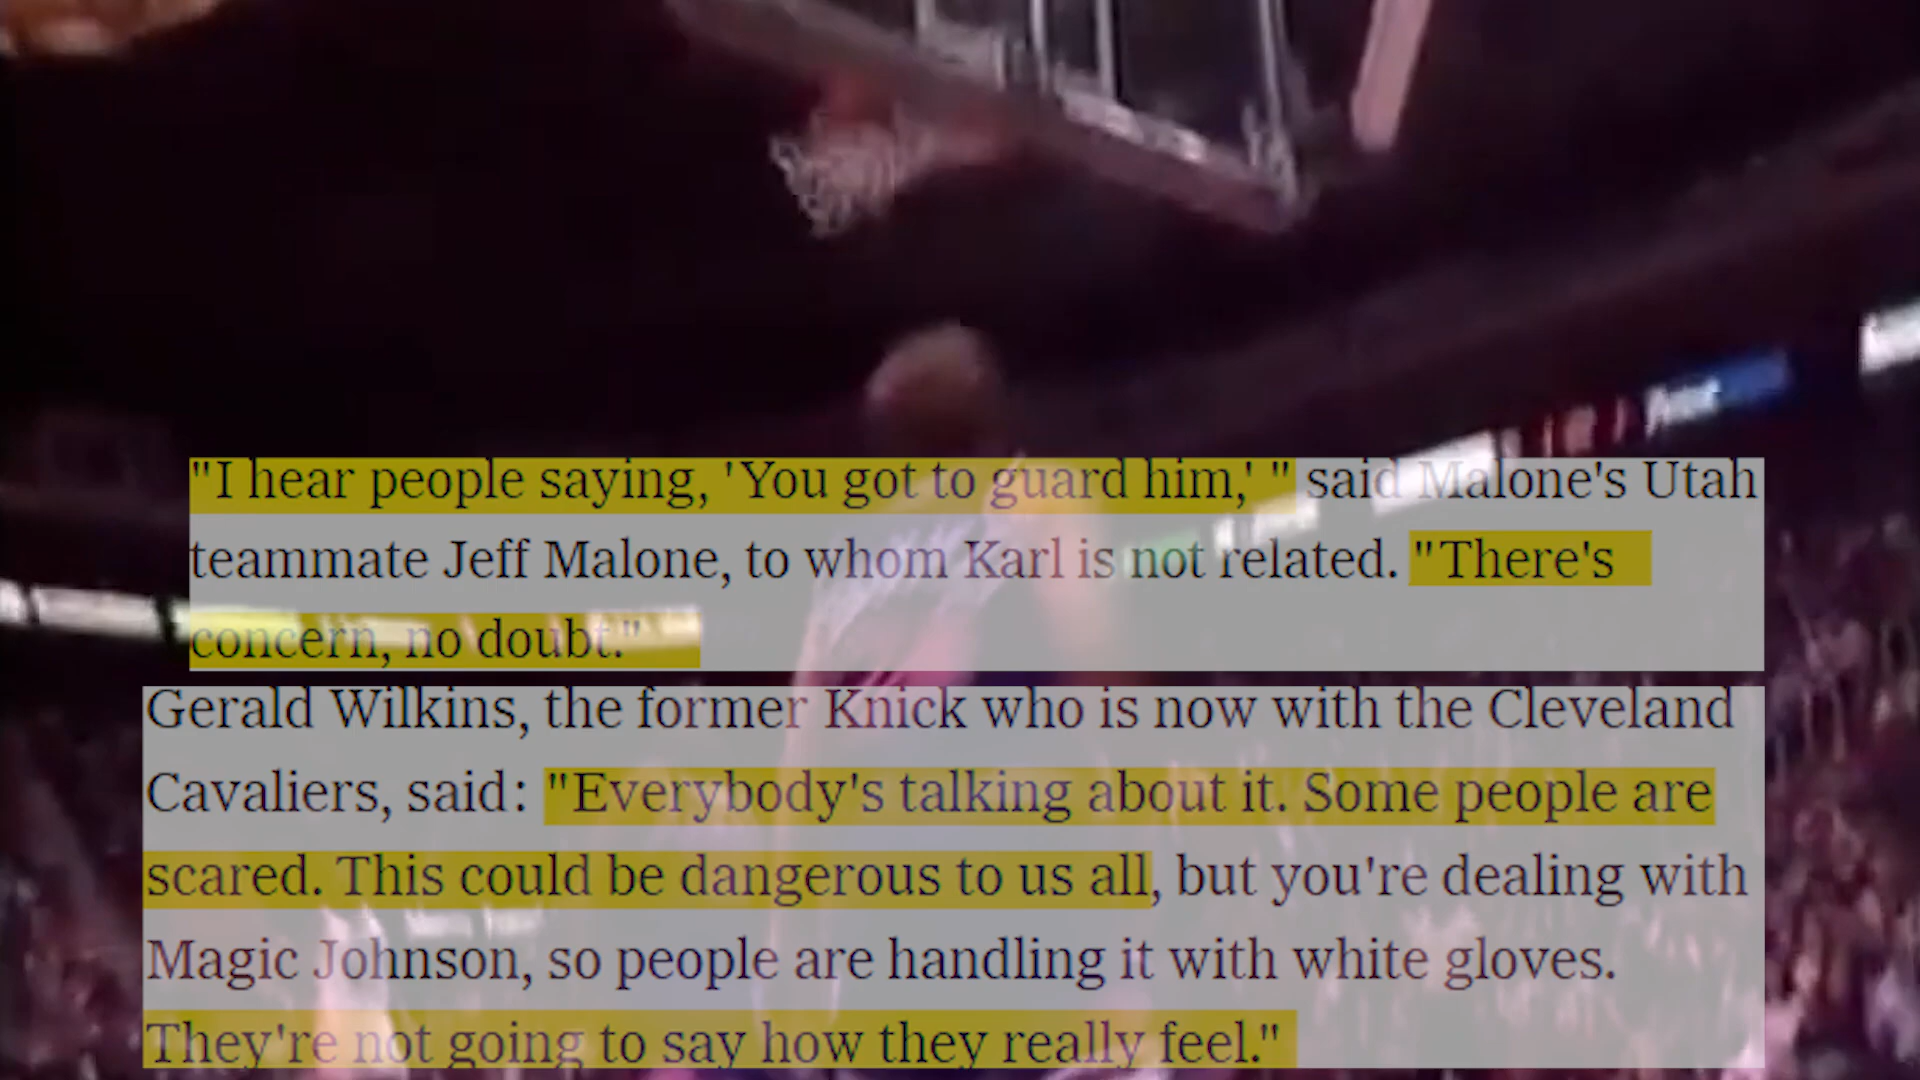 "I hear people saying, 'You got to guard him,' " said Malone's Utah
teammate Jeff Malone, to whom Karl is not related. "There's
concern, no doubt."
Gerald Wilkins, the former Knick who is now with the Cleveland
Cavaliers, said: "Everybody's talking about it. Some people are
scared. This could be dangerous to us all, but you're dealing with
Magic Johnson, so people are handling it with white gloves.
They're not going to say how they really feel."